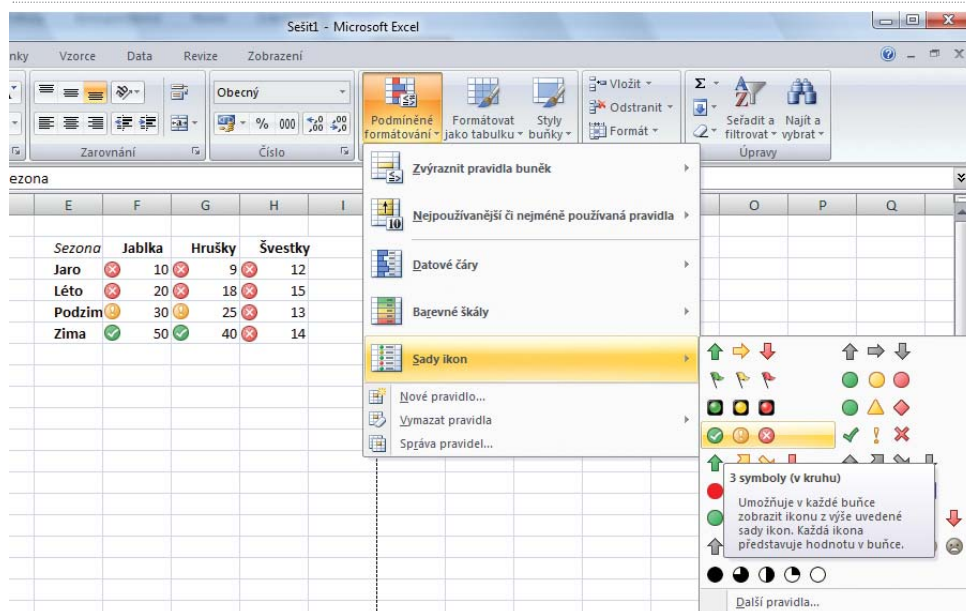 Sešit1 - Microsoft Excel
nky Vzorce Data Revize Zobrazení
Obecný
% 000 ,00 ,0
Podmíněné formátování
Formátovat jako tabulku
Styly buňky
Vložit
Odstranit
Formát
Σ
Seřadit a filtrovat
Najít a vybrat
Zarovnání Číslo Úpravy
ezona
E F G H I O P Q
Sezona Jablka Hrušky Švestky
Jaro 10 9 12
Léto 20 18 15
Podzim 30 25 13
Zima 50 40 14
Zvýraznit pravidla buněk
10 Nejpoužívanější či nejméně používaná pravidla
Datové čáry
Barevné škály
Sady ikon
Nové pravidlo...
Vymazat pravidla
Správa pravidel...
3 symboly (v kruhu)
Umožňuje v každé buňce
zobrazit ikonu z výše uvedené
sady ikon. Každá ikona
představuje hodnotu v buňce.
Další pravidla...